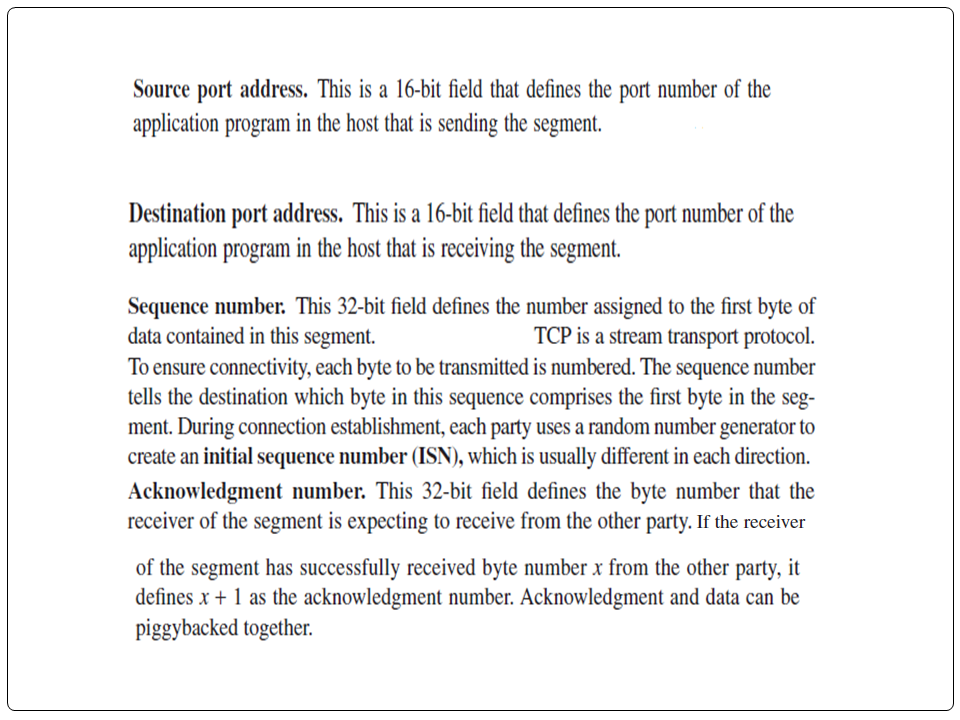 Source port address. This is a 16-bit field that defines the port number of the
application program in the host that is sending the segment.
Destination port address. This is a 16-bit field that defines the port number of the
application program in the host that is receiving the segment.
Sequence number. This 32-bit field defines the number assigned to the first byte of
data contained in this segment. TCP is a stream transport protocol.
To ensure connectivity, each byte to be transmitted is numbered. The sequence number
tells the destination which byte in this sequence comprises the first byte in the seg-
ment. During connection establishment, each party uses a random number generator to
create an initial sequence number (ISN), which is usually different in each direction.
Acknowledgment number. This 32-bit field defines the byte number that the
receiver of the segment is expecting to receive from the other party. If the receiver
of the segment has successfully received byte number x from the other party, it
defines x + 1 as the acknowledgment number. Acknowledgment and data can be
piggybacked together.